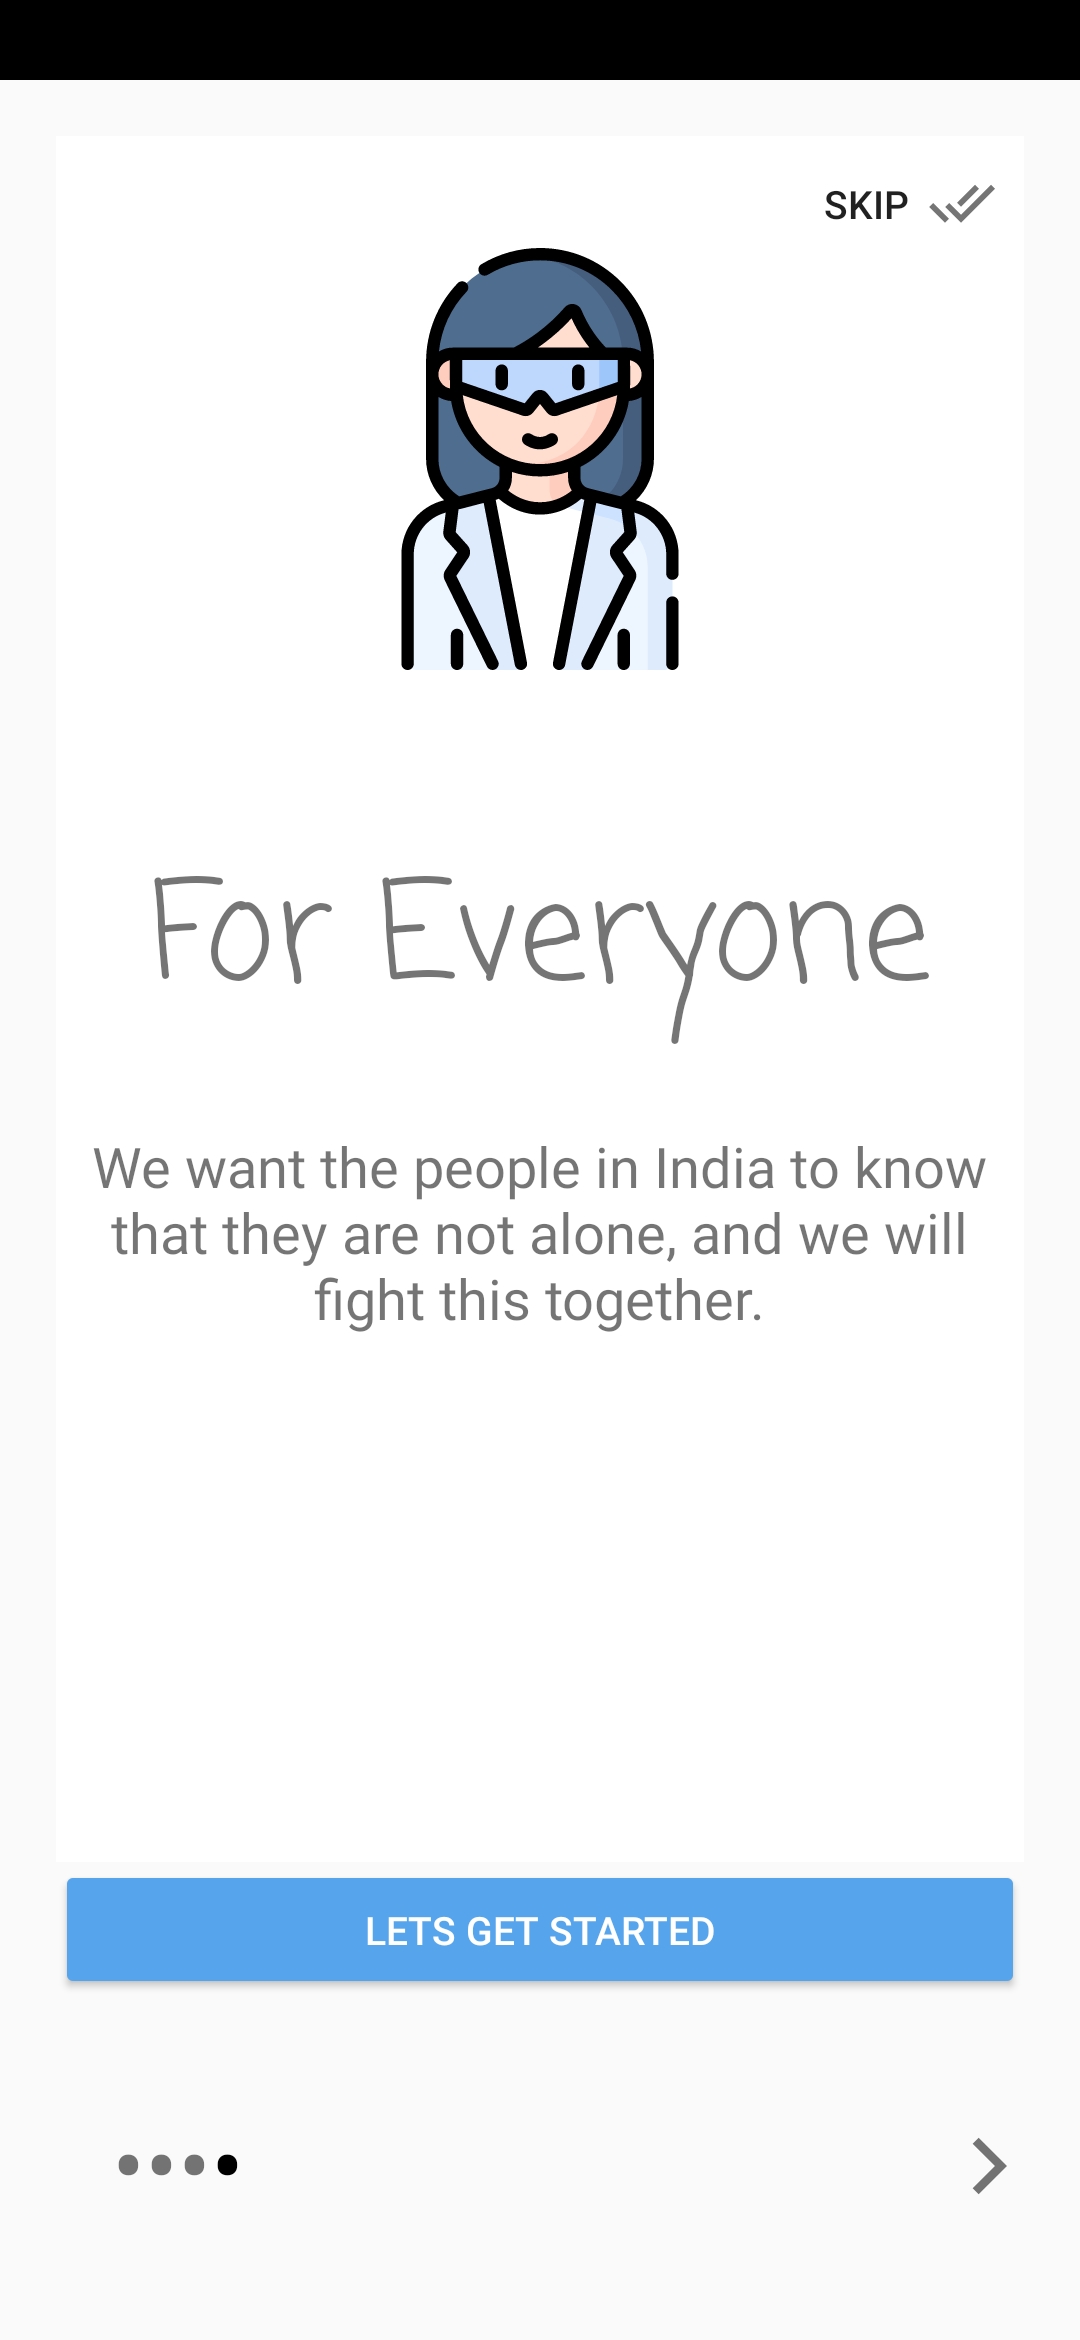 SKIP
For Everyone
We want the people in India to know
that they are not alone, and we will
fight this together.
LETS GET STARTED